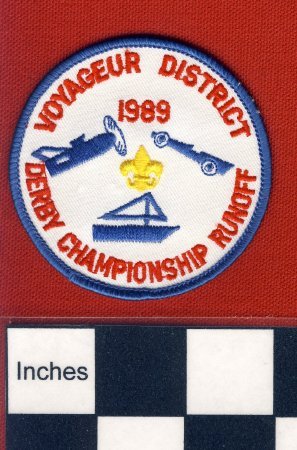 VOYAGEUR DISTRICT
1989
DERBY CHAMPIONSHIP RUNOFF
Inches